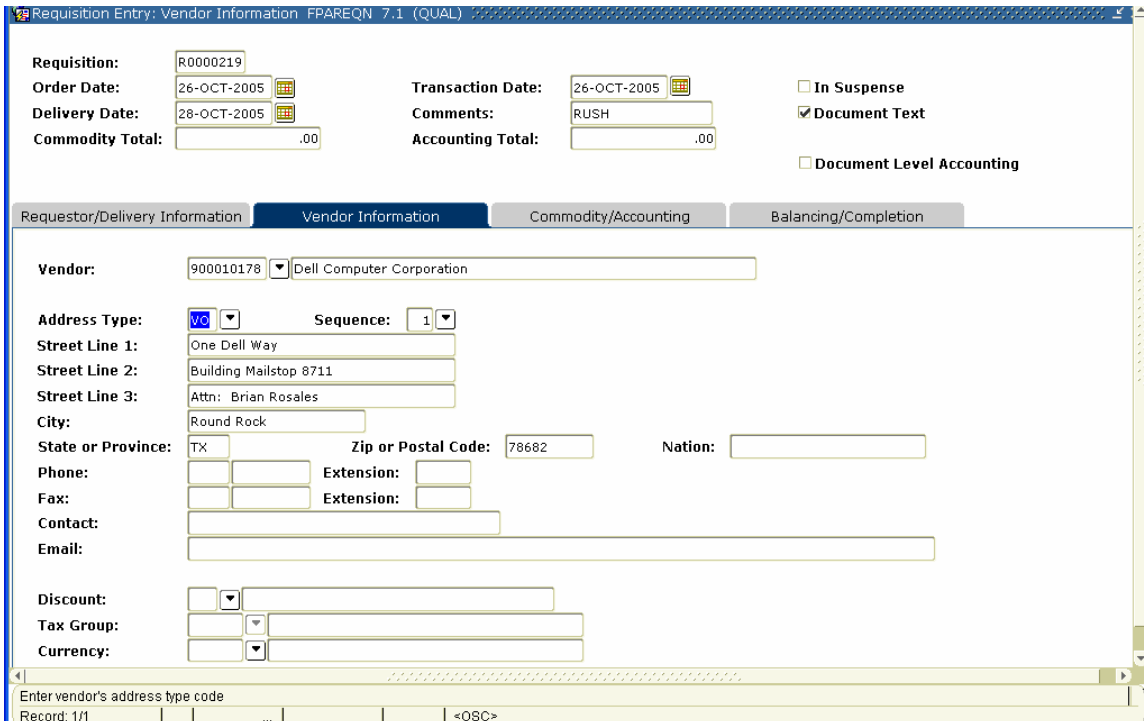 Requisition Entry: Vendor Information FPAREQN 7.1 (QUAL)
Requisition: R0000219
Order Date: 26-OCT-2005 Transaction Date: 26-OCT-2005 In Suspense
Delivery Date: 28-OCT-2005 Comments: RUSH Document Text
Commodity Total: .00 Accounting Total: .00
Document Level Accounting
Requestor/Delivery Information Vendor Information Commodity/Accounting Balancing/Completion
Vendor: 900010178 Dell Computer Corporation
Address Type: VO Sequence: 1
Street Line 1: One Dell Way
Street Line 2: Building Mailstop 8711
Street Line 3: Attn: Brian Rosales
City: Round Rock
State or Province: TX Zip or Postal Code: 78682 Nation:
Phone: Extension:
Fax: Extension:
Contact:
Email:
Discount:
Tax Group:
Currency:
Enter vendor's address type code
Record: 1/1 ... <OSC>